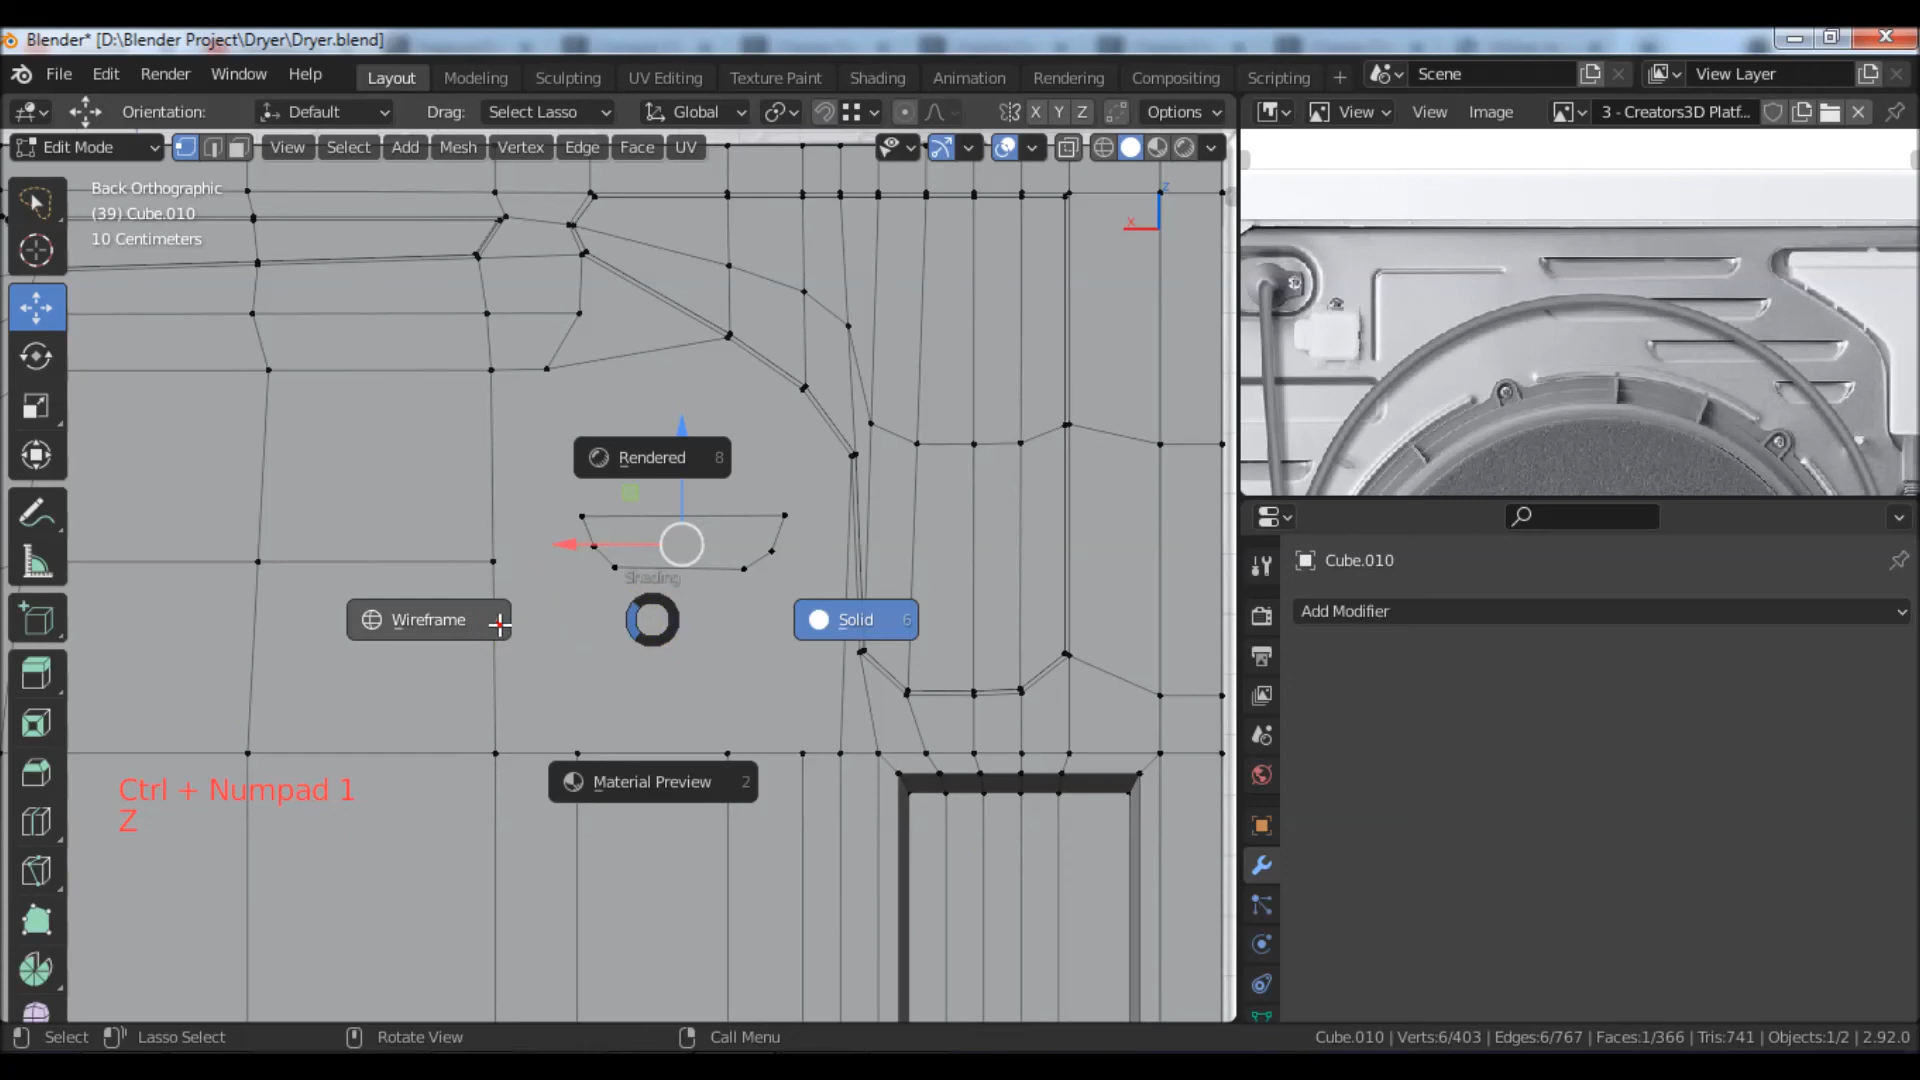 Blender* [D:\Blender Project\Dryer\Dryer.blend]
File Edit Render Window Help Layout Modeling Sculpting UV Editing Texture Paint Shading Animation Rendering Compositing Scripting + Scene View Layer
Orientation: Default Drag: Select Lasso Global X Y Z Options View View Image 3 - Creators3D Platf...
Edit Mode View Select Add Mesh Vertex Edge Face UV
Back Orthographic
(39) Cube.010
10 Centimeters
Z
X
Rendered 8
Cube.010
Shading
Add Modifier
Wireframe Solid 6
Material Preview 2
Ctrl + Numpad 1
Z
Select Lasso Select Rotate View Call Menu Cube.010 | Verts:6/403 | Edges:6/767 | Faces:1/366 | Tris:741 | Objects:1/2 | 2.92.0